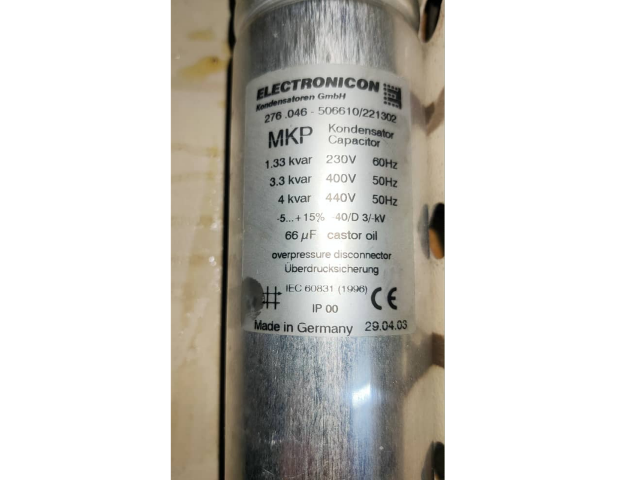 ELECTRONICON
Kondensatoren GmbH
276 .046 - 506610/221302
MKP Kondensator
Capacitor
1.33 kvar 230V 60Hz
3.3 kvar 400V 50Hz
4 kvar 440V 50Hz
-5...+15% -40/D 3/-kV
66 µF castor oil
overpressure disconnector
Überdrucksicherung
IEC 60831 (1996)
IP 00 CE
Made in Germany 29.04.03